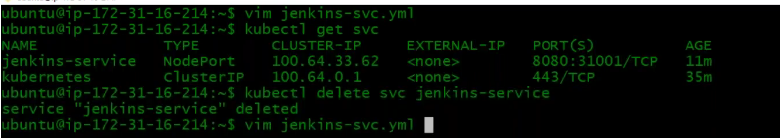 ubuntu@ip-172-31-16-214:~$ vim jenkins-svc.yml
ubuntu@ip-172-31-16-214:~$ kubectl get svc
NAME TYPE CLUSTER-IP EXTERNAL-IP PORT(S) AGE
jenkins-service NodePort 100.64.33.62 <none> 8080:31001/TCP 11m
kubernetes ClusterIP 100.64.0.1 <none> 443/TCP 35m
ubuntu@ip-172-31-16-214:~$ kubectl delete svc jenkins-service
service "jenkins-service" deleted
ubuntu@ip-172-31-16-214:~$ vim jenkins-svc.yml